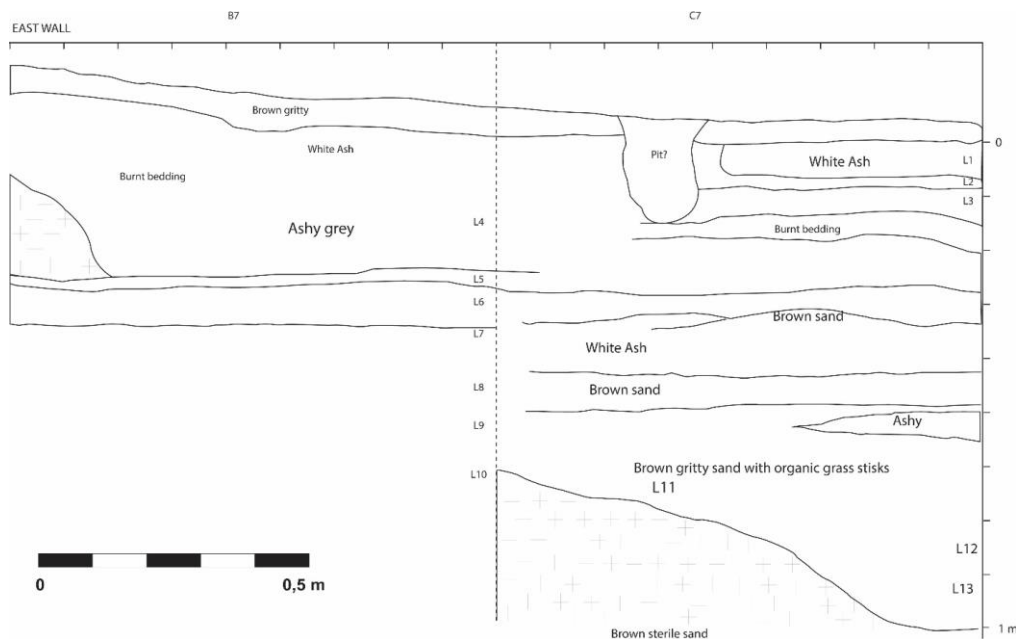 B7
C7
EAST WALL
Brown gritty
White Ash
Pit?
0
White Ash
L1
L2
Burnt bedding
L3
Ashy grey
L4
Burnt bedding
L5
L6
Brown sand
L7
White Ash
L8
Brown sand
L9
Ashy
L10
Brown gritty sand with organic grass stisks
L11
L12
L13
0
0,5 m
Brown sterile sand
1 m